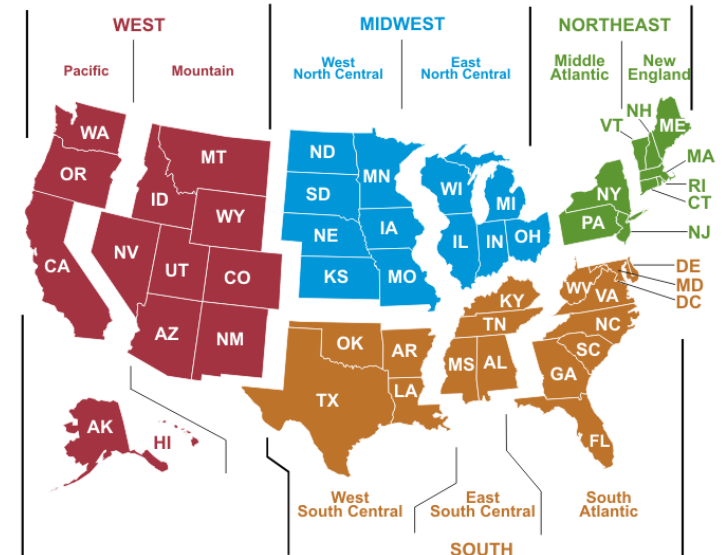 WEST
MIDWEST
NORTHEAST
Pacific
Mountain
West
North Central
East
North Central
Middle
Atlantic
New
England
WA
OR
CA
NV
ID
MT
WY
UT
CO
AZ
NM
AK
HI
ND
SD
NE
KS
MN
IA
MO
WI
MI
IL
IN
OH
NH
VT
ME
MA
RI
CT
NY
PA
NJ
OK
TX
AR
LA
KY
TN
MS
AL
DE
MD
DC
WV
VA
NC
SC
GA
FL
West
South Central
East
South Central
South
Atlantic
SOUTH